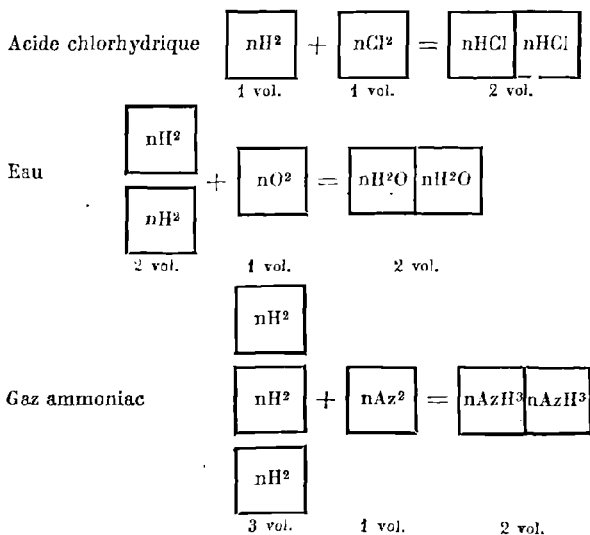 Acide chlorhydrique nH² + nCl² = nHCl nHCl
1 vol. 1 vol. 2 vol.
nH²
Eau + nO² = nH²O nH²O
nH²
2 vol. 1 vol. 2 vol.
nH²
Gaz ammoniac nH² + nAz² = nAzH³ nAzH³
nH²
3 vol. 1 vol. 2 vol.